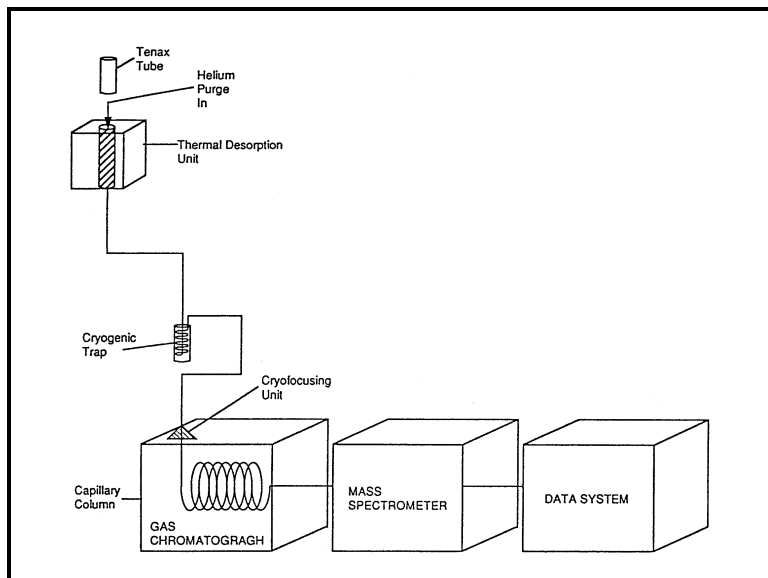 Tenax
Tube
Helium
Purge
In
Thermal Desorption
Unit
Cryogenic
Trap
Cryofocusing
Unit
Capillary
Column
GAS
CHROMATOGRAGH
MASS
SPECTROMETER
DATA SYSTEM